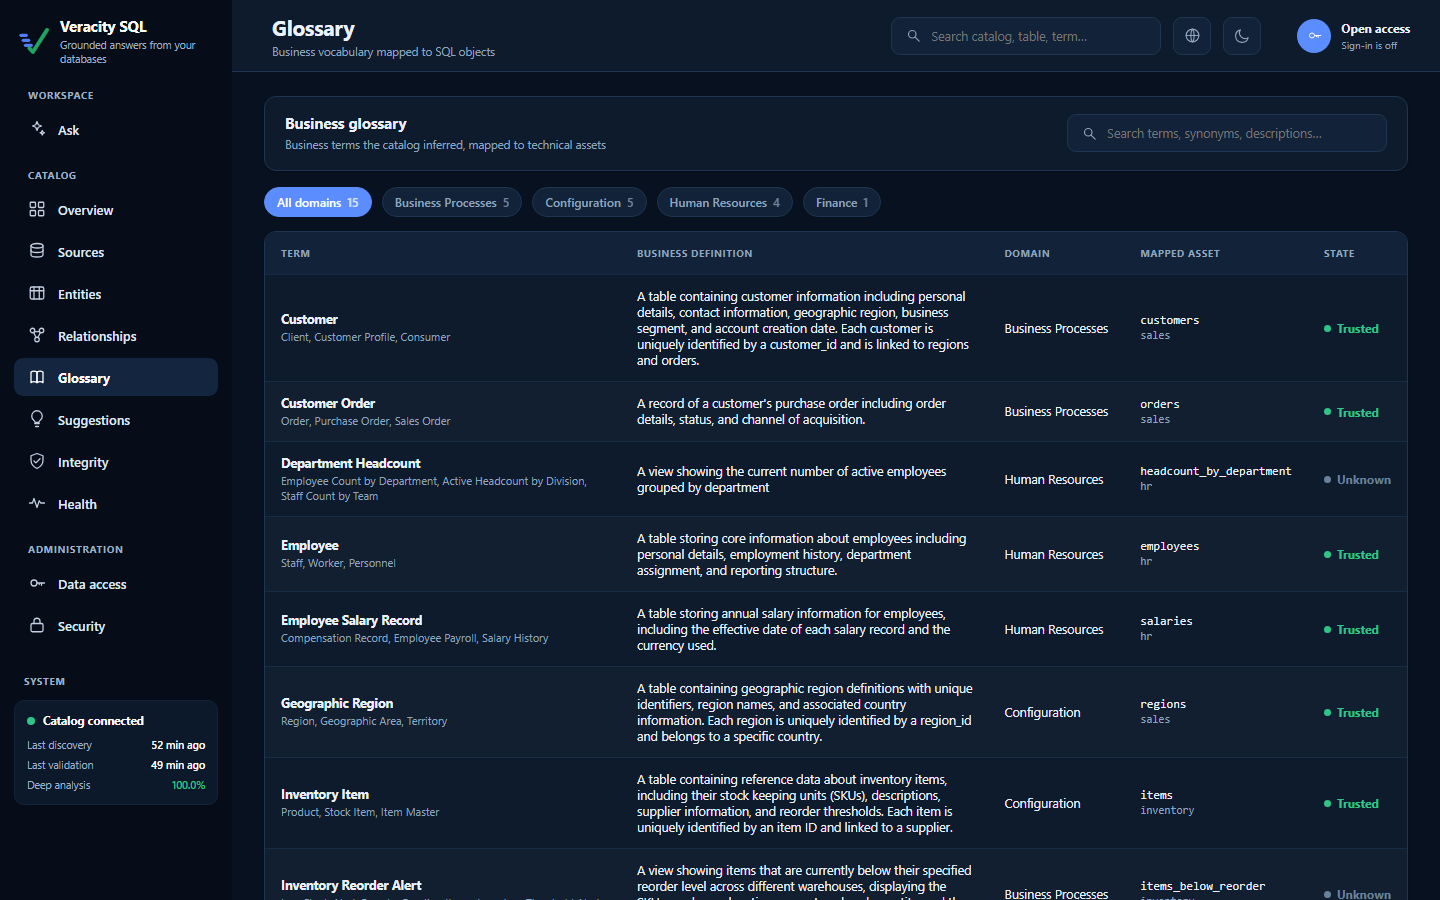 Veracity SQL
Grounded answers from your
databases
WORKSPACE
Ask
CATALOG
Overview
Sources
Entities
Relationships
Glossary
Suggestions
Integrity
Health
ADMINISTRATION
Data access
Security
SYSTEM
Catalog connected
Last discovery 52 min ago
Last validation 49 min ago
Deep analysis 100.0%
Glossary
Business vocabulary mapped to SQL objects
Search catalog, table, term...
Open access
Sign-in is off
Business glossary
Business terms the catalog inferred, mapped to technical assets
Search terms, synonyms, descriptions...
All domains 15
Business Processes 5
Configuration 5
Human Resources 4
Finance 1
TERM BUSINESS DEFINITION DOMAIN MAPPED ASSET STATE
Customer
Client, Customer Profile, Consumer
A table containing customer information including personal
details, contact information, geographic region, business
segment, and account creation date. Each customer is
uniquely identified by a customer_id and is linked to regions
and orders.
Business Processes
customers
sales
Trusted
Customer Order
Order, Purchase Order, Sales Order
A record of a customer's purchase order including order
details, status, and channel of acquisition.
Business Processes
orders
sales
Trusted
Department Headcount
Employee Count by Department, Active Headcount by Division,
Staff Count by Team
A view showing the current number of active employees
grouped by department
Human Resources
headcount_by_department
hr
Unknown
Employee
Staff, Worker, Personnel
A table storing core information about employees including
personal details, employment history, department
assignment, and reporting structure.
Human Resources
employees
hr
Trusted
Employee Salary Record
Compensation Record, Employee Payroll, Salary History
A table storing annual salary information for employees,
including the effective date of each salary record and the
currency used.
Human Resources
salaries
hr
Trusted
Geographic Region
Region, Geographic Area, Territory
A table containing geographic region definitions with unique
identifiers, region names, and associated country
information. Each region is uniquely identified by a region_id
and belongs to a specific country.
Configuration
regions
sales
Trusted
Inventory Item
Product, Stock Item, Item Master
A table containing reference data about inventory items,
including their stock keeping units (SKUs), descriptions,
supplier information, and reorder thresholds. Each item is
uniquely identified by an item ID and linked to a supplier.
Configuration
items
inventory
Trusted
Inventory Reorder Alert
A view showing items that are currently below their specified
reorder level across different warehouses, displaying the
Business Processes
items_below_reorder
Unknown